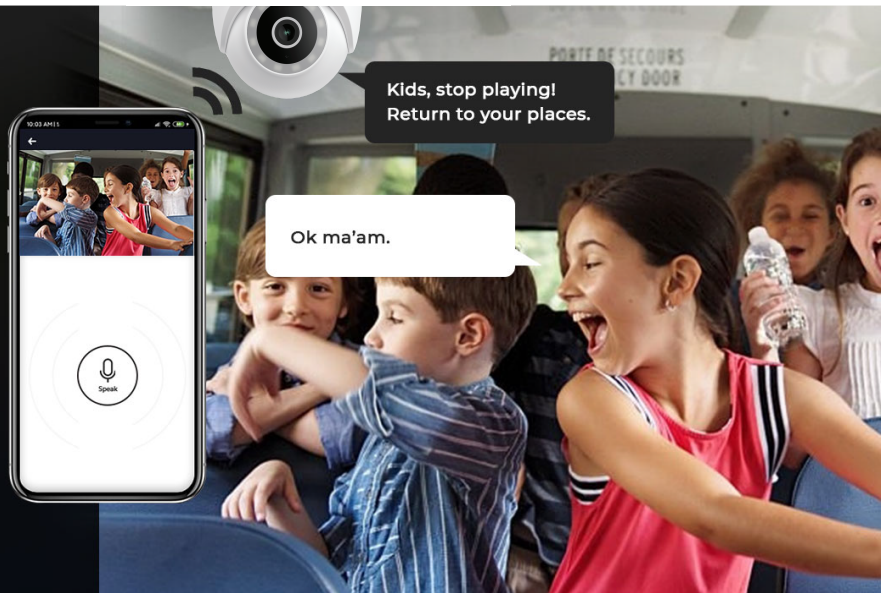 PORTE DE SECOURS
CY DOOR
Kids, stop playing!
Return to your places.
10:03 AM
Ok ma'am.
Speak